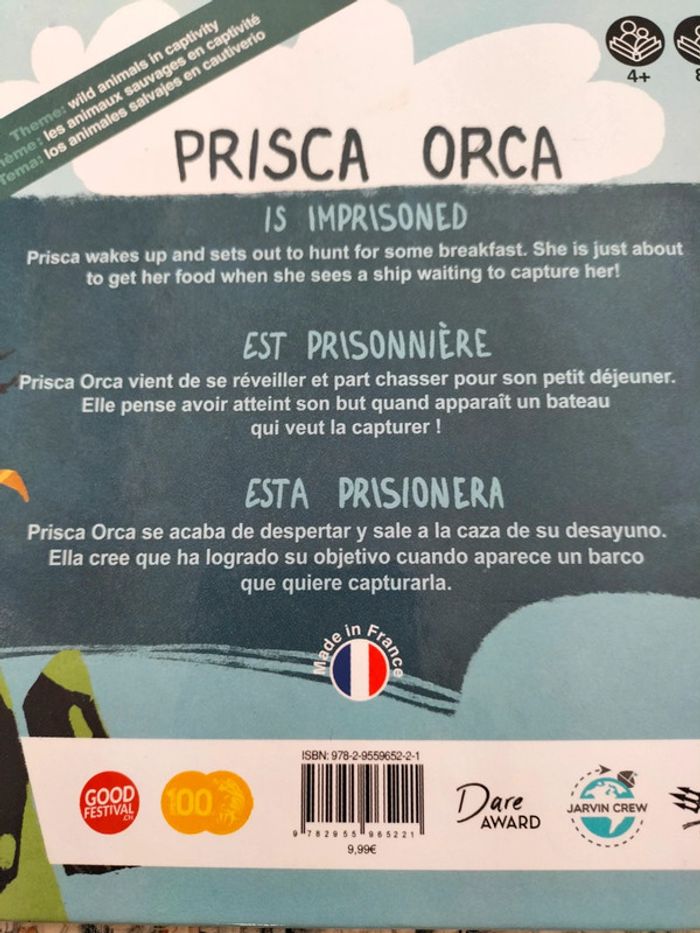 Theme: wild animals in captivity
ème: les animaux sauvages en captivité
ema: los animales salvajes en cautiverio
4+
8
PRISCA ORCA
IS IMPRISONED
Prisca wakes up and sets out to hunt for some breakfast. She is just about
to get her food when she sees a ship waiting to capture her!
EST PRISONNIÈRE
Prisca Orca vient de se réveiller et part chasser pour son petit déjeuner.
Elle pense avoir atteint son but quand apparaît un bateau
qui veut la capturer !
ESTA PRISIONERA
Prisca Orca se acaba de despertar y sale a la caza de su desayuno.
Ella cree que ha logrado su objetivo cuando aparece un barco
que quiere capturarla.
Made in France
ISBN: 978-2-9559652-2-1
GOOD
FESTIVAL
.CH
100
Dare
AWARD
JARVIN CREW
9 782955 965221
9,99€